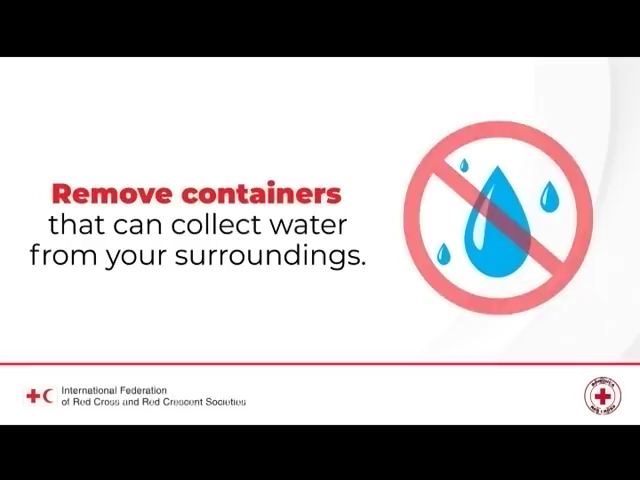 Remove containers
that can collect water
from your surroundings.
International Federation
of Red Cross and Red Crescent Societies